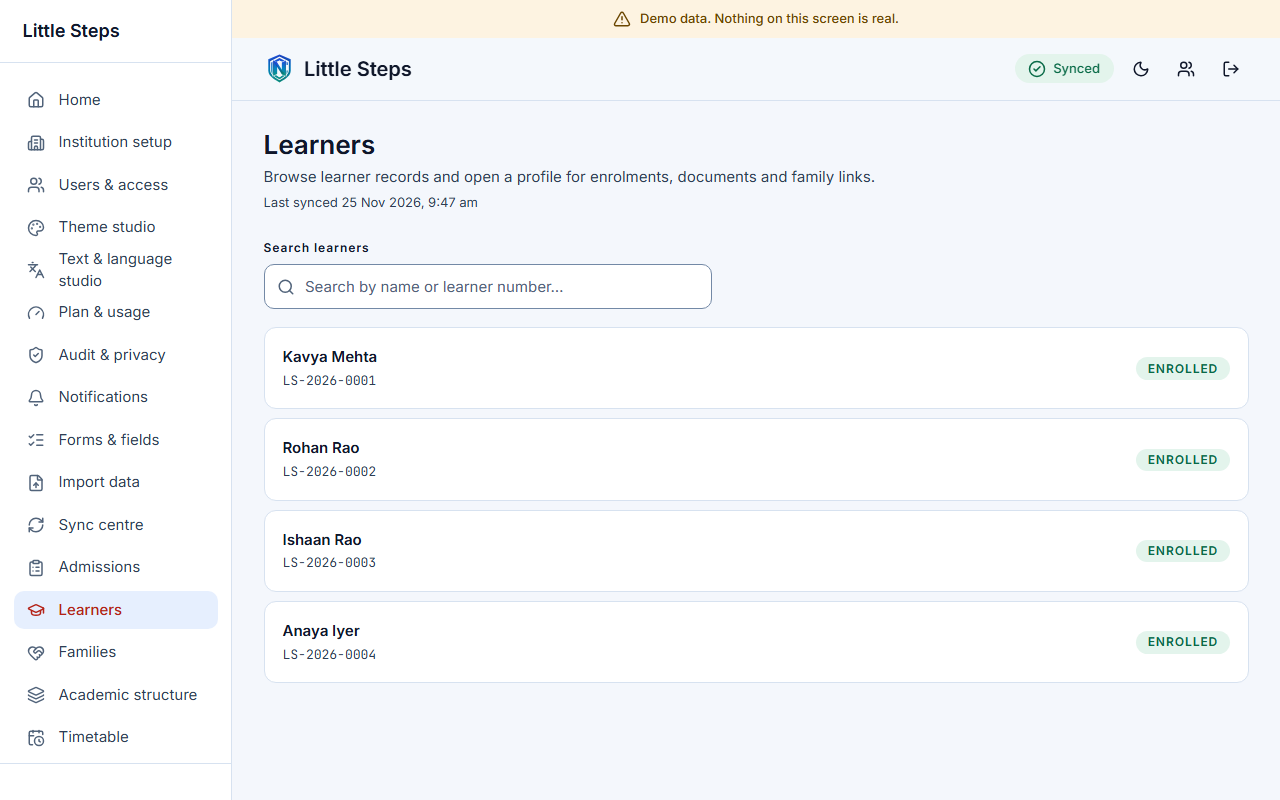 Little Steps
Home
Institution setup
Users & access
Theme studio
Text & language
studio
Plan & usage
Audit & privacy
Notifications
Forms & fields
Import data
Sync centre
Admissions
Learners
Families
Academic structure
Timetable
Demo data. Nothing on this screen is real.
Little Steps
Synced
Learners
Browse learner records and open a profile for enrolments, documents and family links.
Last synced 25 Nov 2026, 9:47 am
Search learners
Search by name or learner number...
Kavya Mehta
LS-2026-0001
ENROLLED
Rohan Rao
LS-2026-0002
ENROLLED
Ishaan Rao
LS-2026-0003
ENROLLED
Anaya Iyer
LS-2026-0004
ENROLLED